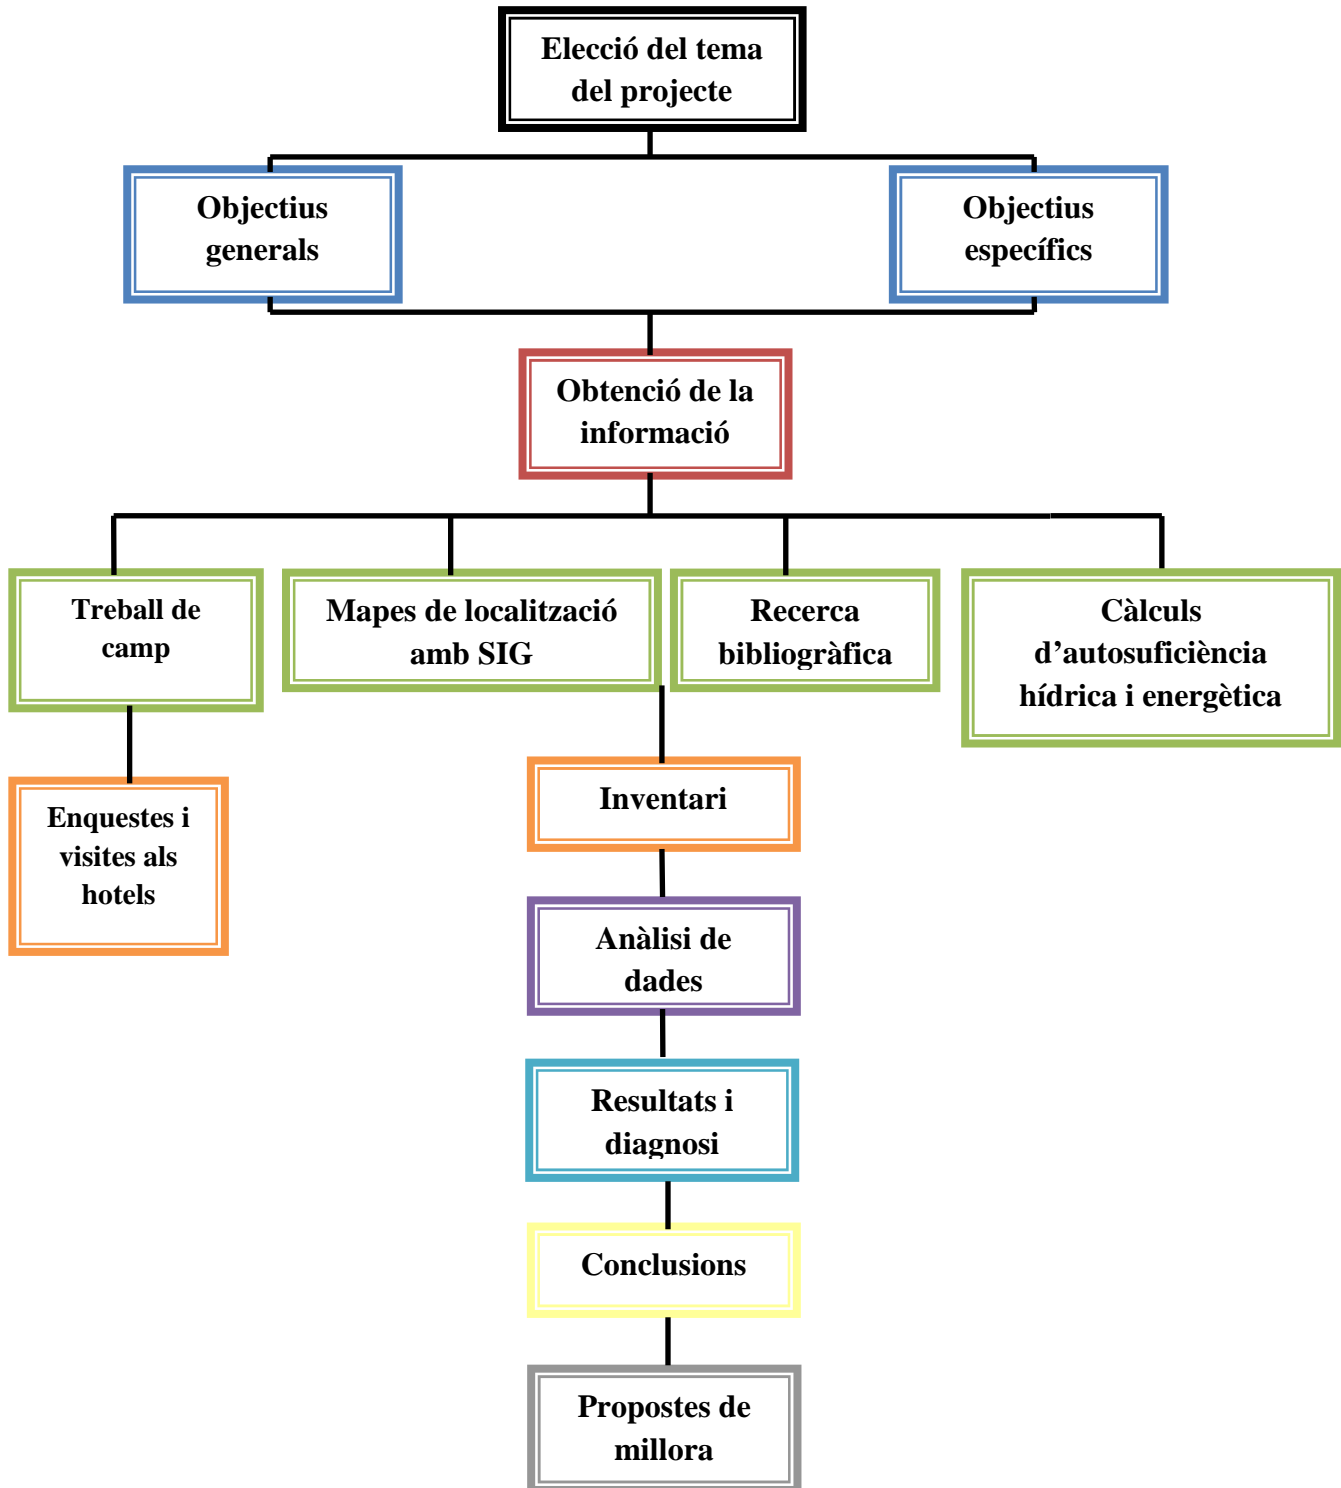 Elecció del tema
del projecte
Objectius
generals
Objectius
específics
Obtenció de la
informació
Treball de
camp
Mapes de localització
amb SIG
Recerca
bibliogràfica
Càlculs
d’autosuficiència
hídrica i energètica
Enquestes i
visites als
hotels
Inventari
Anàlisi de
dades
Resultats i
diagnosi
Conclusions
Propostes de
millora